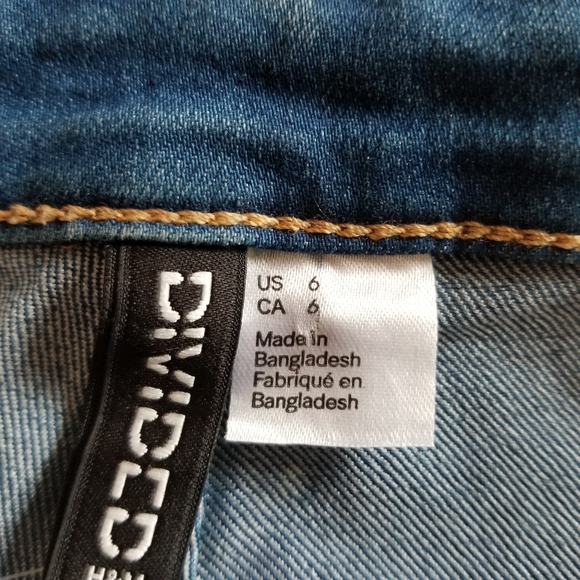 DIVIDED
US 6
CA 6
Made in
Bangladesh
Fabriqué en
Bangladesh